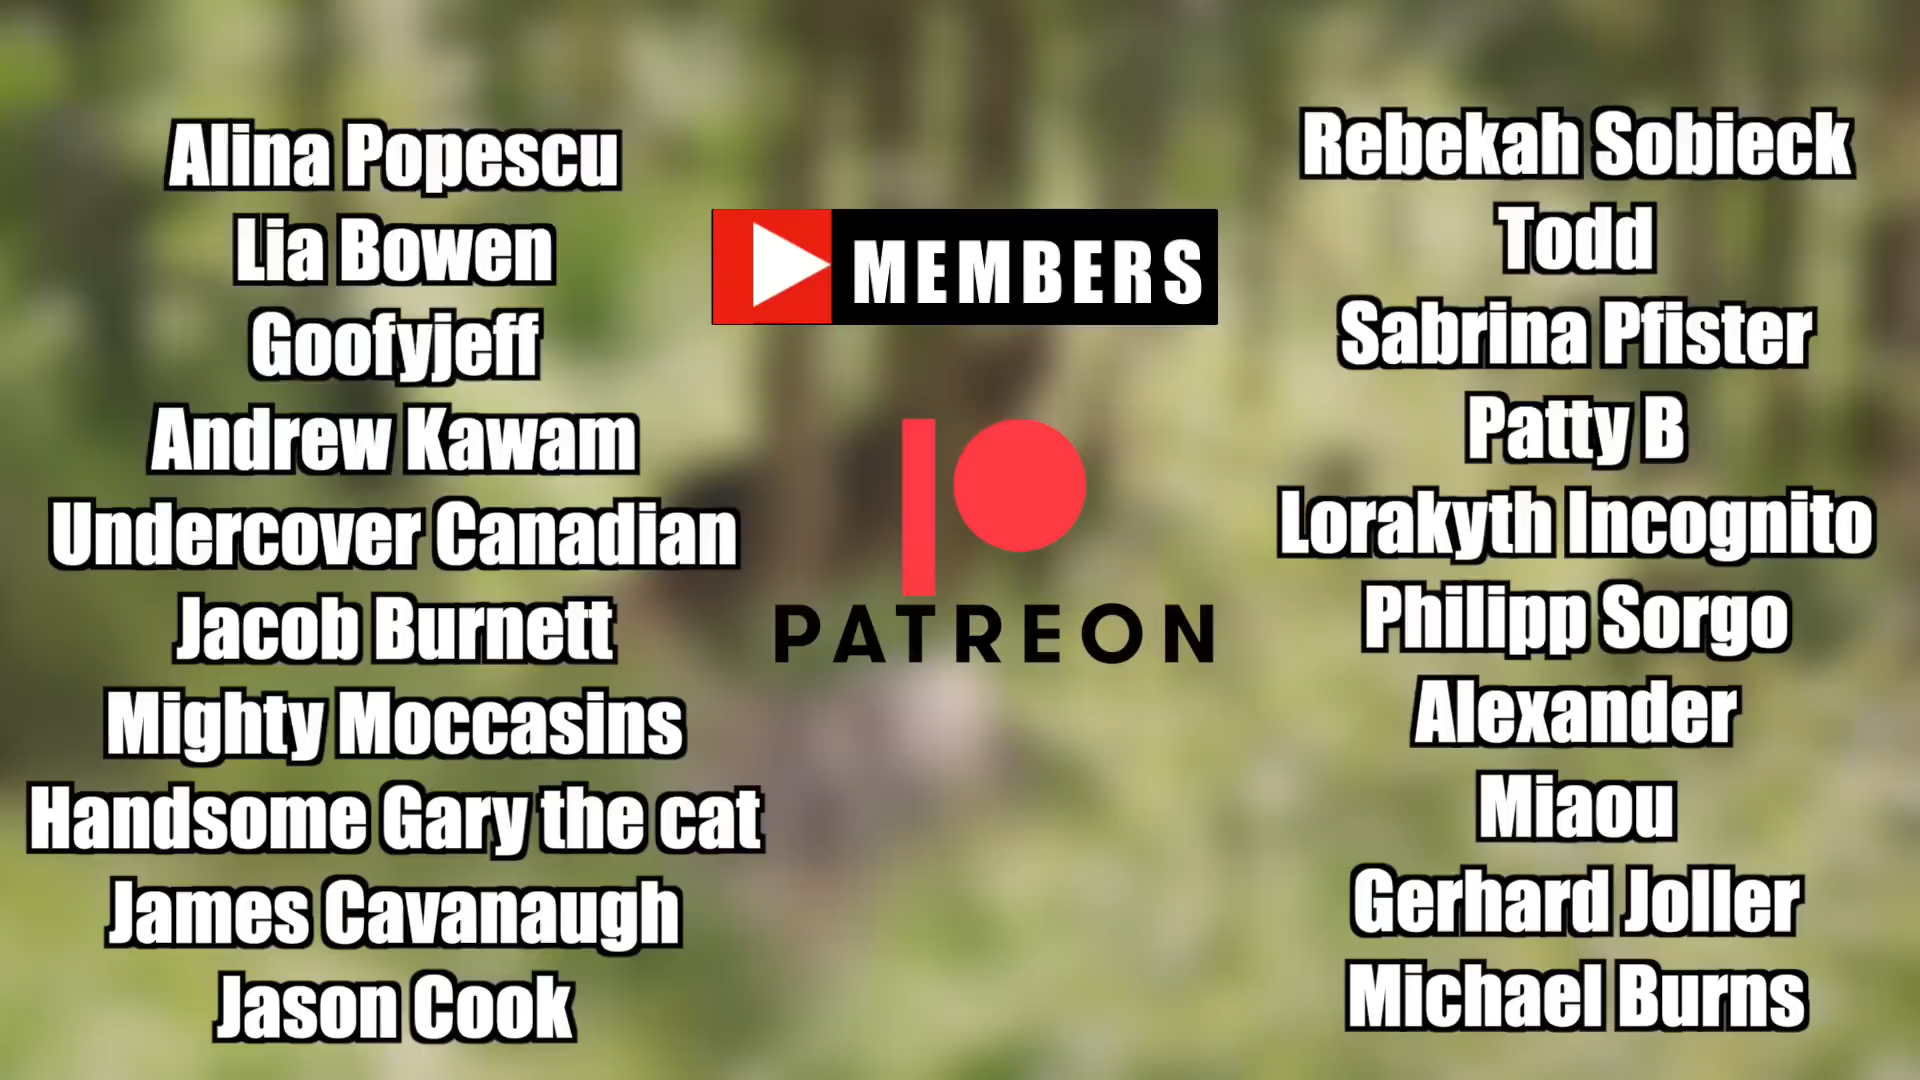 Alina Popescu
Lia Bowen
Goofyjeff
Andrew Kawam
Undercover Canadian
Jacob Burnett
Mighty Moccasins
Handsome Gary the cat
James Cavanaugh
Jason Cook
MEMBERS
PATREON
Rebekah Sobieck
Todd
Sabrina Pfister
Patty B
Lorakyth Incognito
Philipp Sorgo
Alexander
Miaou
Gerhard Joller
Michael Burns